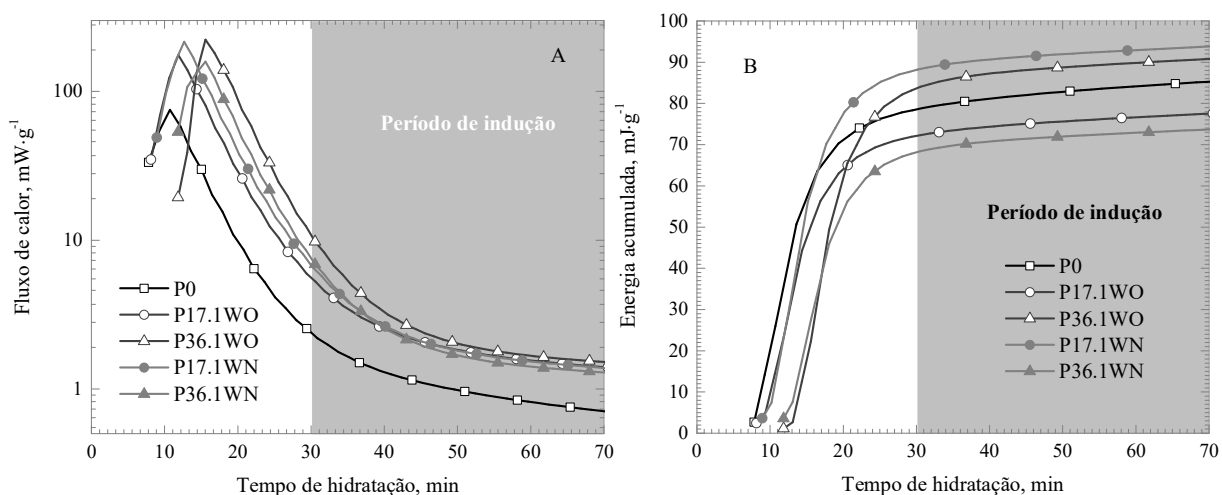 A
Período de indução
Fluxo de calor, mW·g⁻¹
100
10
1
P0
P17.1WO
P36.1WO
P17.1WN
P36.1WN
0 10 20 30 40 50 60 70
Tempo de hidratação, min
B
Energia acumulada, mJ·g⁻¹
100
90
80
70
60
50
40
30
20
10
0
Período de indução
P0
P17.1WO
P36.1WO
P17.1WN
P36.1WN
0 10 20 30 40 50 60 70
Tempo de hidratação, min